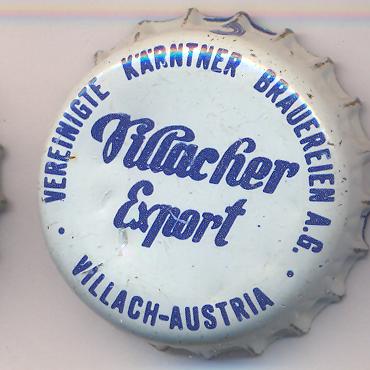 VEREINIGTE KÄRNTNER BRAUEREIEN A.G.
Villacher
Export
VILLACH-AUSTRIA